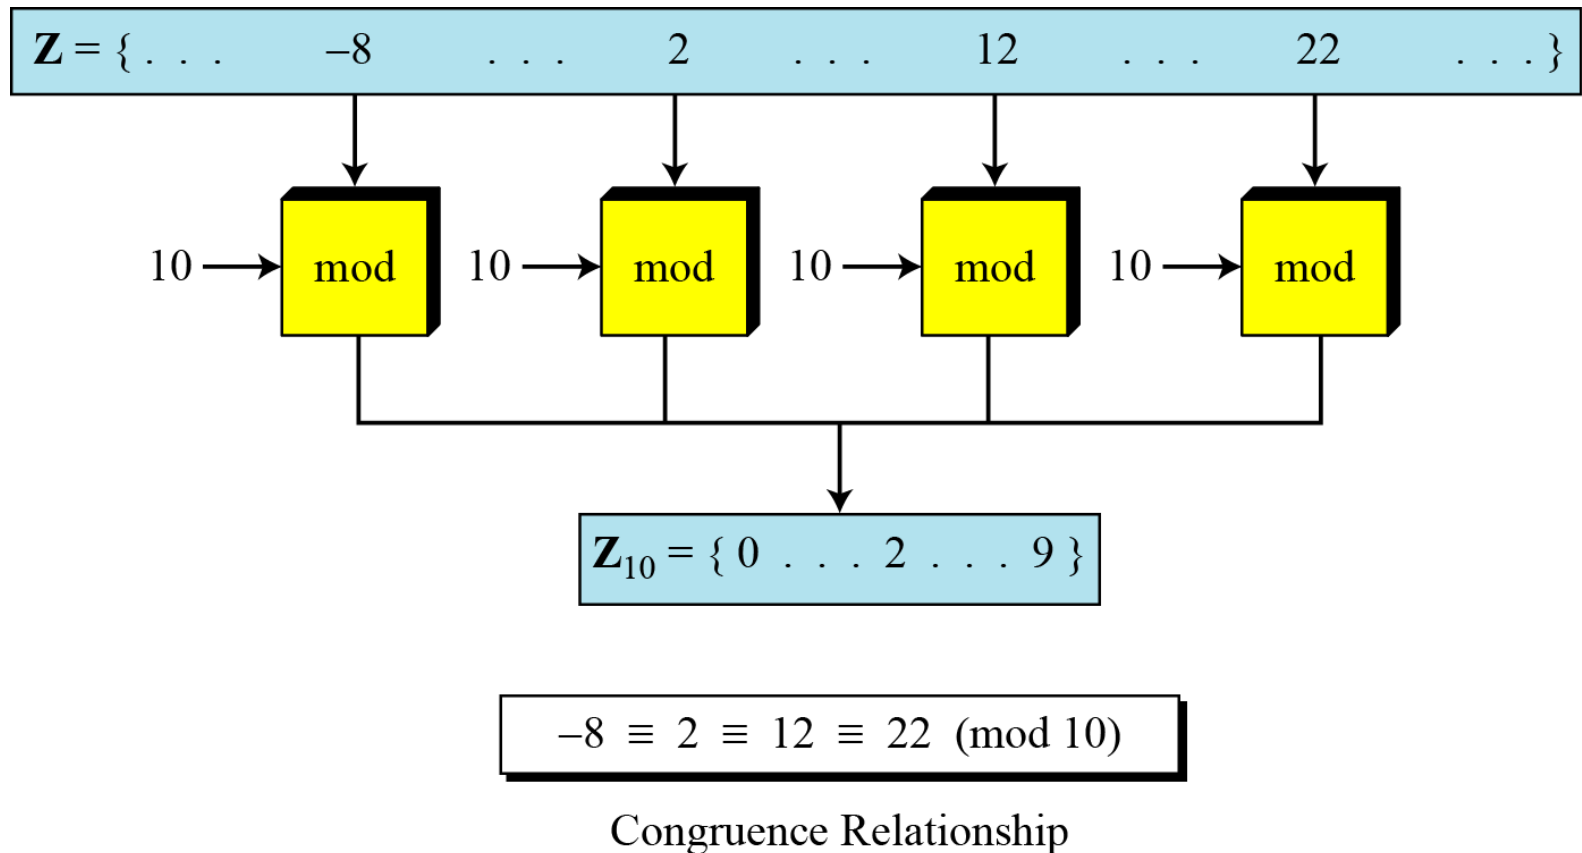 Z = { . . . −8 . . . 2 . . . 12 . . . 22 . . . }
10 mod 10 mod 10 mod 10 mod
Z₁₀ = { 0 . . . 2 . . . 9 }
−8 ≡ 2 ≡ 12 ≡ 22 (mod 10)
Congruence Relationship